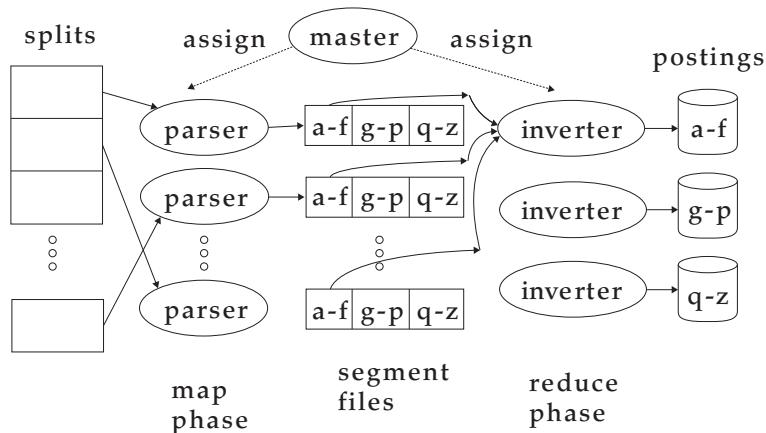 splits
assign
master
assign
postings
parser
a-f g-p q-z
inverter
a-f
parser
a-f g-p q-z
inverter
g-p
parser
a-f g-p q-z
inverter
q-z
map
phase
segment
files
reduce
phase